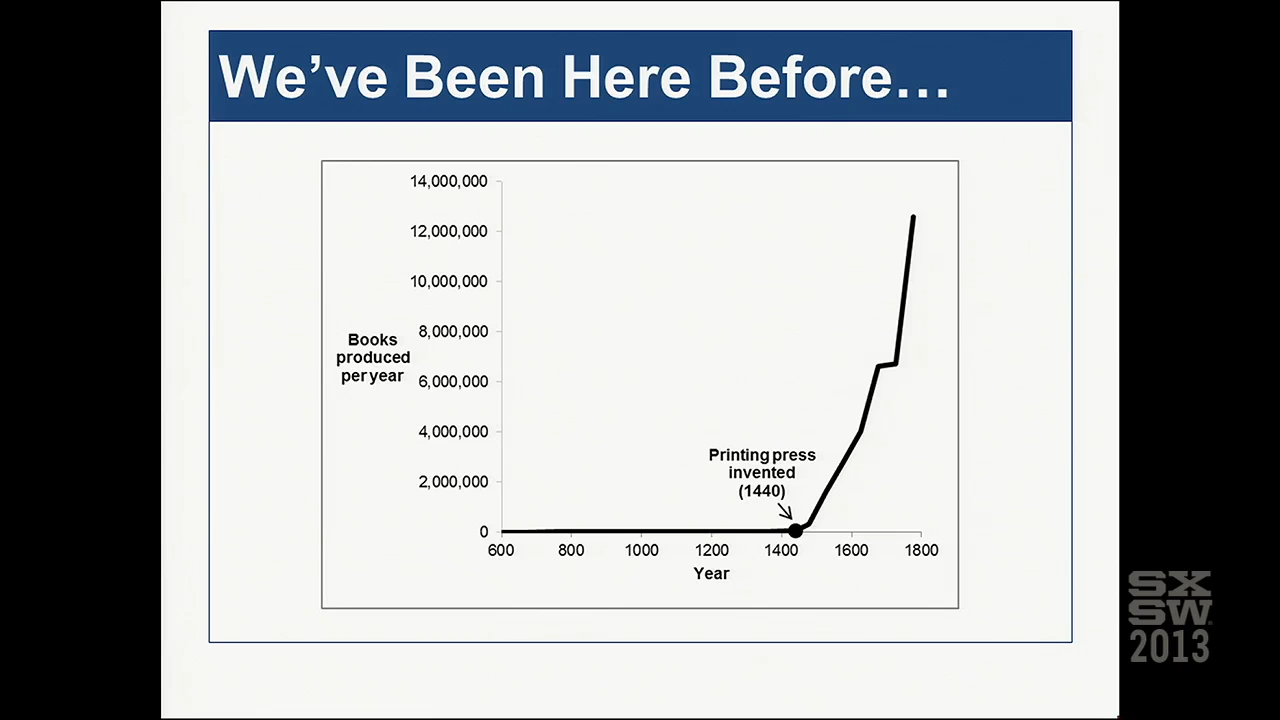 We've Been Here Before…
14,000,000
12,000,000
10,000,000
8,000,000
6,000,000
4,000,000
2,000,000
0
Books
produced
per year
Printing press
invented
(1440)
600 800 1000 1200 1400 1600 1800
Year
SX
SW
2013